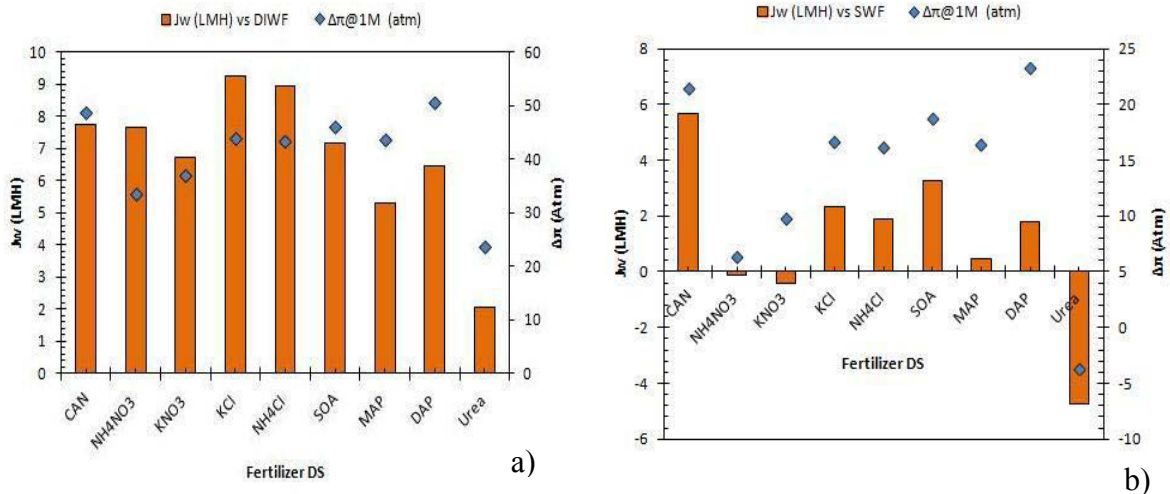 Jw (LMH) vs DIWF Δπ@1M (atm)
10
9
8
7
6
5
4
3
2
1
0
Jw (LMH)
60
50
40
30
20
10
0
Δπ (Atm)
CAN
NH4NO3
KNO3
KCl
NH4Cl
SOA
MAP
DAP
Urea
Fertilizer DS
a)
Jw (LMH) vs SWF Δπ@1M (atm)
8
6
4
2
0
-2
-4
-6
Jw (LMH)
25
20
15
10
5
0
-5
-10
Δπ (Atm)
CAN
NH4NO3
KNO3
KCl
NH4Cl
SOA
MAP
DAP
Urea
Fertilizer DS
b)